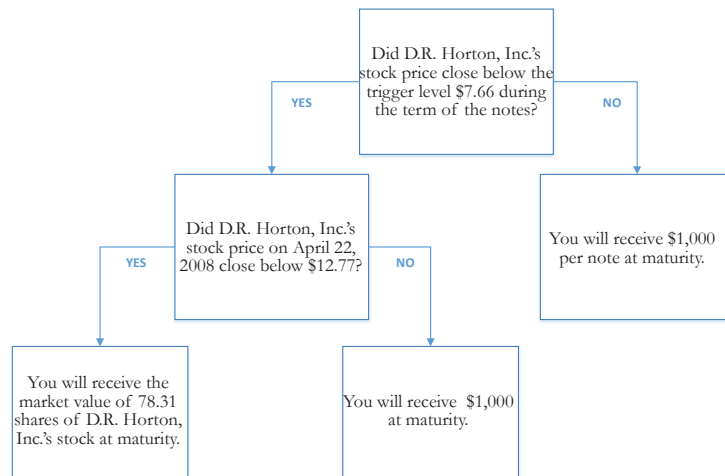 Did D.R. Horton, Inc.'s
stock price close below the
trigger level $7.66 during
the term of the notes?
YES
NO
Did D.R. Horton, Inc.'s
stock price on April 22,
2008 close below $12.77?
You will receive $1,000
per note at maturity.
YES
NO
You will receive the
market value of 78.31
shares of D.R. Horton,
Inc.'s stock at maturity.
You will receive $1,000
at maturity.